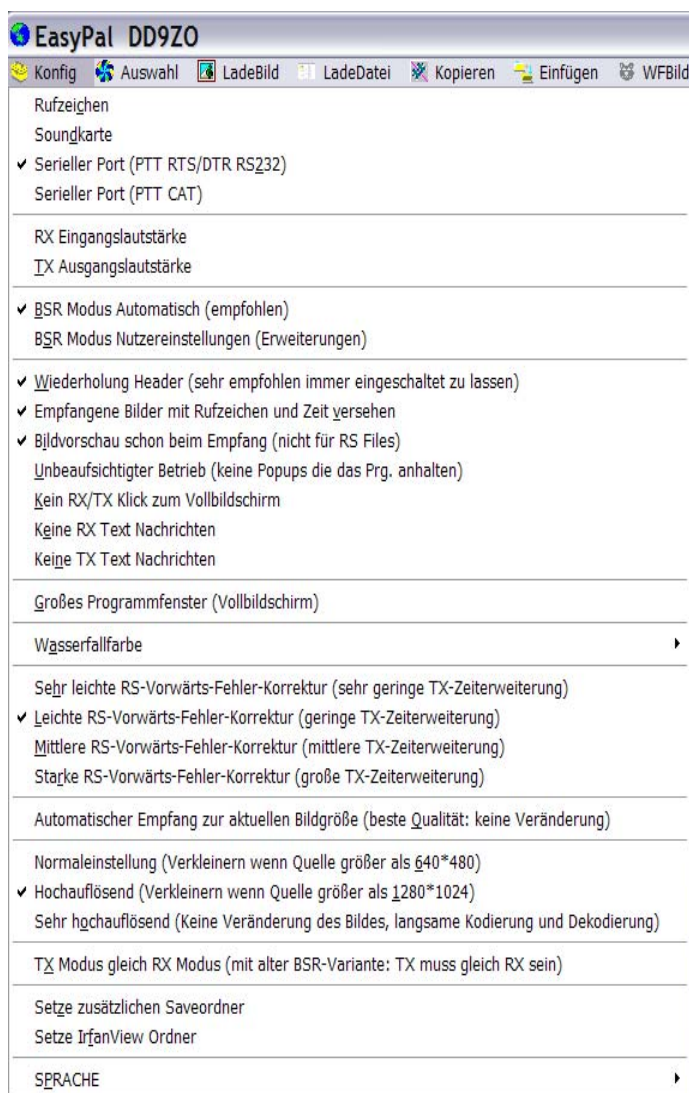 EasyPal DD9ZO
Konfig Auswahl LadeBild LadeDatei Kopieren Einfügen WFBild
Rufzeichen
Soundkarte
Serieller Port (PTT RTS/DTR RS232)
Serieller Port (PTT CAT)
RX Eingangslautstärke
TX Ausgangslautstärke
BSR Modus Automatisch (empfohlen)
BSR Modus Nutzereinstellungen (Erweiterungen)
Wiederholung Header (sehr empfohlen immer eingeschaltet zu lassen)
Empfangene Bilder mit Rufzeichen und Zeit versehen
Bildvorschau schon beim Empfang (nicht für RS Files)
Unbeaufsichtigter Betrieb (keine Popups die das Prg. anhalten)
Kein RX/TX Klick zum Vollbildschirm
Keine RX Text Nachrichten
Keine TX Text Nachrichten
Großes Programmfenster (Vollbildschirm)
Wasserfallfarbe
Sehr leichte RS-Vorwärts-Fehler-Korrektur (sehr geringe TX-Zeiterweiterung)
Leichte RS-Vorwärts-Fehler-Korrektur (geringe TX-Zeiterweiterung)
Mittlere RS-Vorwärts-Fehler-Korrektur (mittlere TX-Zeiterweiterung)
Starke RS-Vorwärts-Fehler-Korrektur (große TX-Zeiterweiterung)
Automatischer Empfang zur aktuellen Bildgröße (beste Qualität: keine Veränderung)
Normaleinstellung (Verkleinern wenn Quelle größer als 640*480)
Hochauflösend (Verkleinern wenn Quelle größer als 1280*1024)
Sehr hochauflösend (Keine Veränderung des Bildes, langsame Kodierung und Dekodierung)
TX Modus gleich RX Modus (mit alter BSR-Variante: TX muss gleich RX sein)
Setze zusätzlichen Saveordner
Setze IrfanView Ordner
SPRACHE